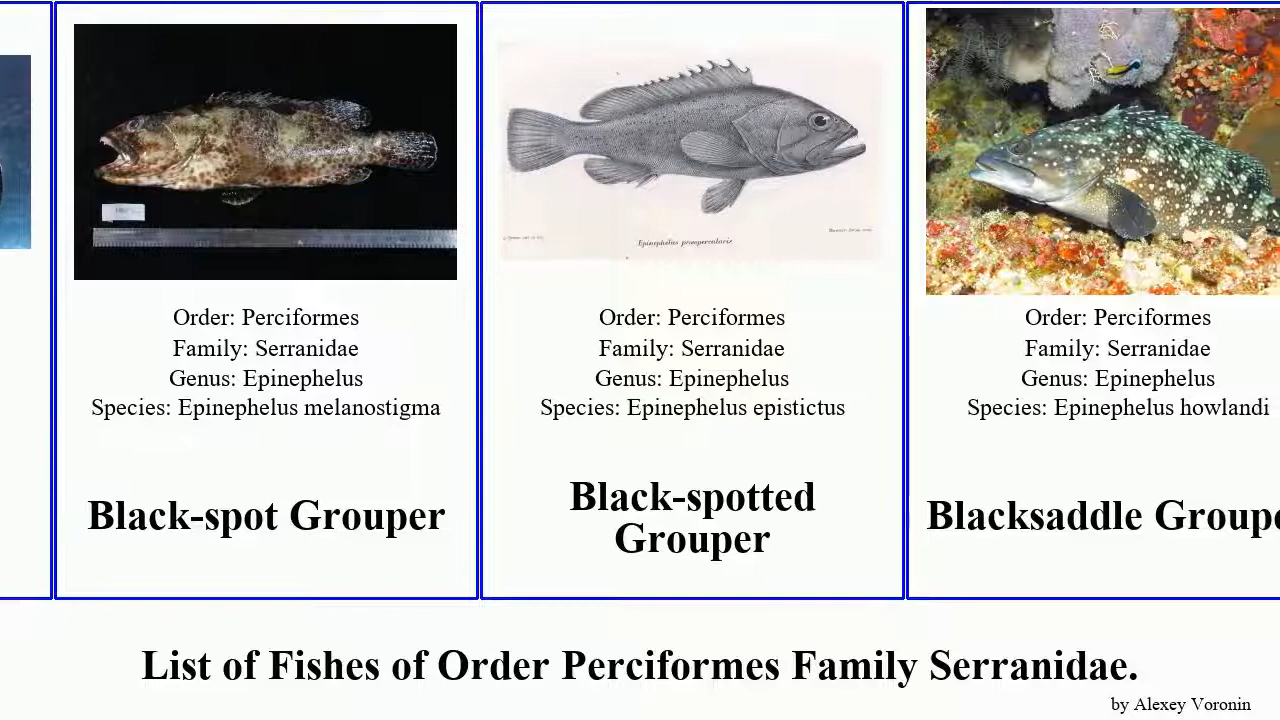 Epinephelus praeopercularis
Order: Perciformes
Family: Serranidae
Genus: Epinephelus
Species: Epinephelus melanostigma
Black-spot Grouper
Order: Perciformes
Family: Serranidae
Genus: Epinephelus
Species: Epinephelus epistictus
Black-spotted
Grouper
Order: Perciformes
Family: Serranidae
Genus: Epinephelus
Species: Epinephelus howlandi
Blacksaddle Groupe
List of Fishes of Order Perciformes Family Serranidae.
by Alexey Voronin